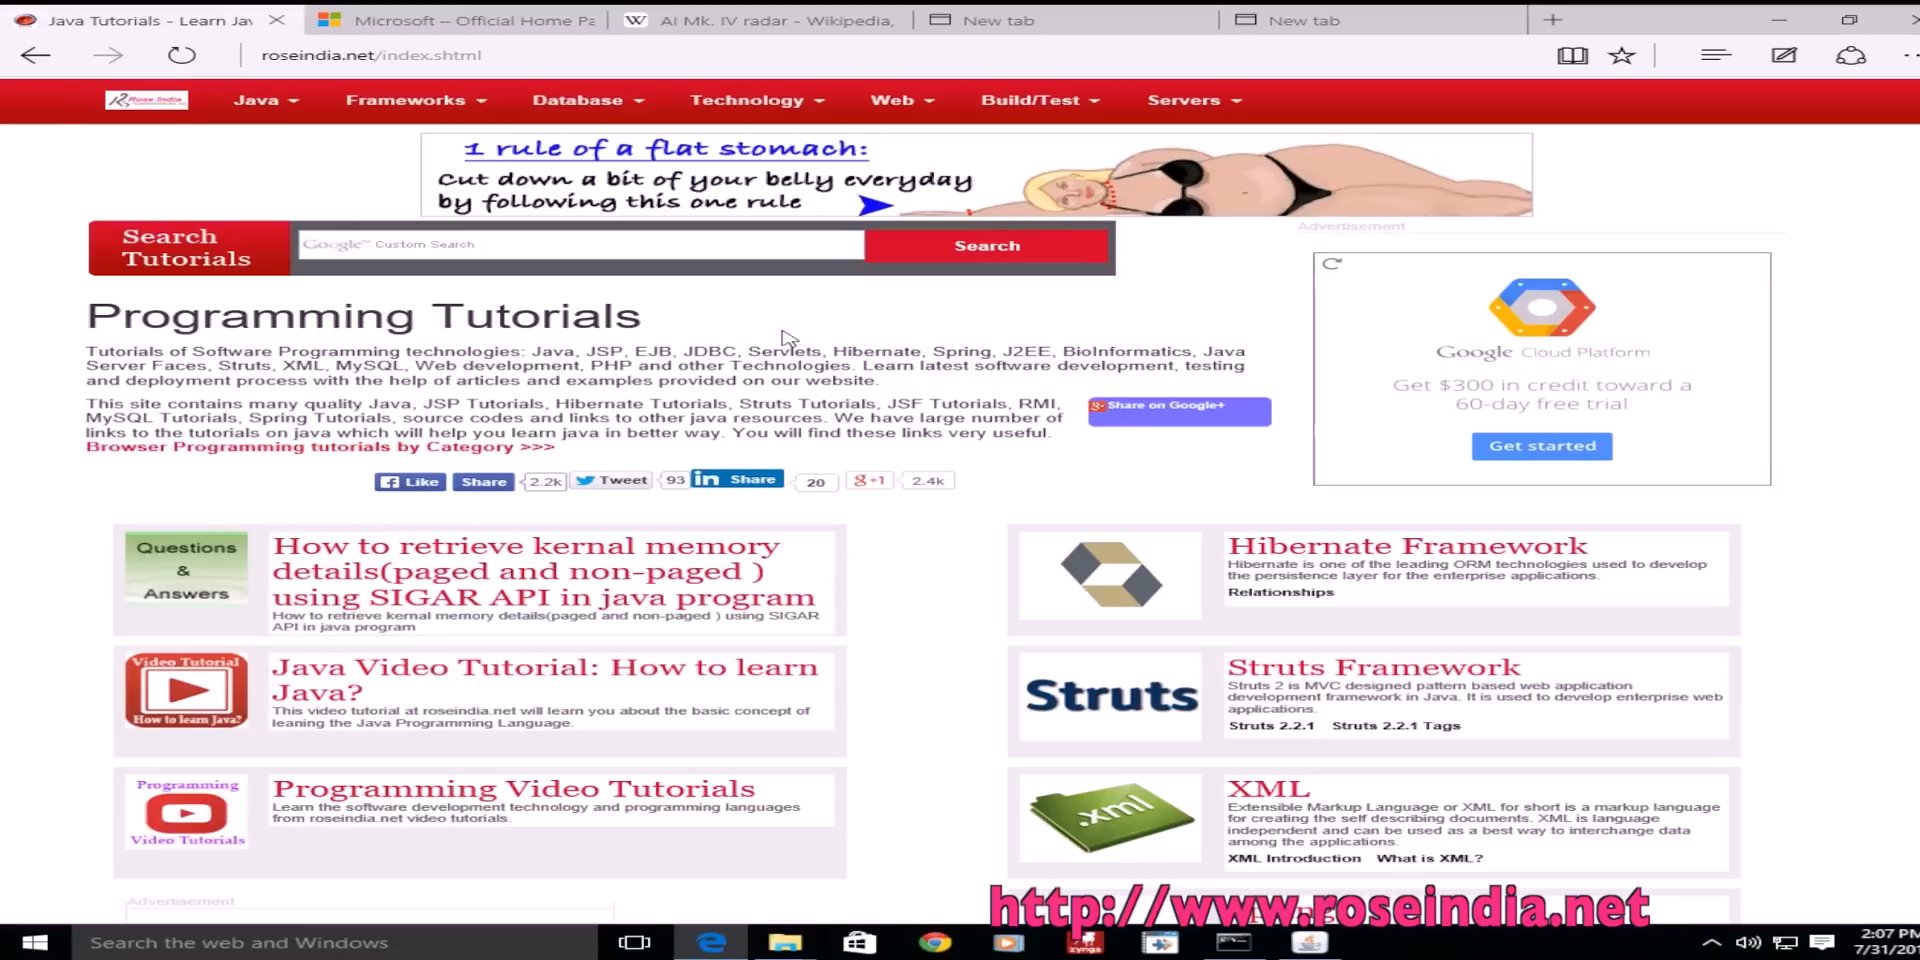 Java Tutorials - Learn Jav
Microsoft – Official Home Pa
AI Mk. IV radar - Wikipedia,
New tab
New tab
roseindia.net/index.shtml
Rose India
Java
Frameworks
Database
Technology
Web
Build/Test
Servers
1 rule of a flat stomach:
Cut down a bit of your belly everyday
by following this one rule
Advertisement
Search
Tutorials
Google™ Custom Search
Search
Programming Tutorials
Tutorials of Software Programming technologies: Java, JSP, EJB, JDBC, Servlets, Hibernate, Spring, J2EE, BioInformatics, Java
Server Faces, Struts, XML, MySQL, Web development, PHP and other Technologies. Learn latest software development, testing
and deployment process with the help of articles and examples provided on our website.
This site contains many quality Java, JSP Tutorials, Hibernate Tutorials, Struts Tutorials, JSF Tutorials, RMI,
MySQL Tutorials, Spring Tutorials, source codes and links to other java resources. We have large number of
links to the tutorials on java which will help you learn java in better way. You will find these links very useful.
Browser Programming tutorials by Category >>>
Share on Google+
Google Cloud Platform
Get $300 in credit toward a
60-day free trial
Get started
Like
Share
2.2k
Tweet
93
in Share
20
g+1
2.4k
Questions
&
Answers
How to retrieve kernal memory
details(paged and non-paged )
using SIGAR API in java program
How to retrieve kernal memory details(paged and non-paged ) using SIGAR
API in java program
Video Tutorial
How to learn Java?
Java Video Tutorial: How to learn
Java?
This video tutorial at roseindia.net will learn you about the basic concept of
leaning the Java Programming Language.
Programming
Video Tutorials
Programming Video Tutorials
Learn the software development technology and programming languages
from roseindia.net video tutorials.
Advertisement
Hibernate Framework
Hibernate is one of the leading ORM technologies used to develop
the persistence layer for the enterprise applications.
Relationships
Struts
Struts Framework
Struts 2 is MVC designed pattern based web application
development framework in Java. It is used to develop enterprise web
applications.
Struts 2.2.1 Struts 2.2.1 Tags
.xml
XML
Extensible Markup Language or XML for short is a markup language
for creating the self describing documents. XML is language
independent and can be used as a best way to interchange data
among the applications.
XML Introduction What is XML?
http://www.roseindia.net
Search the web and Windows
zynga
2:07 PM
7/31/201